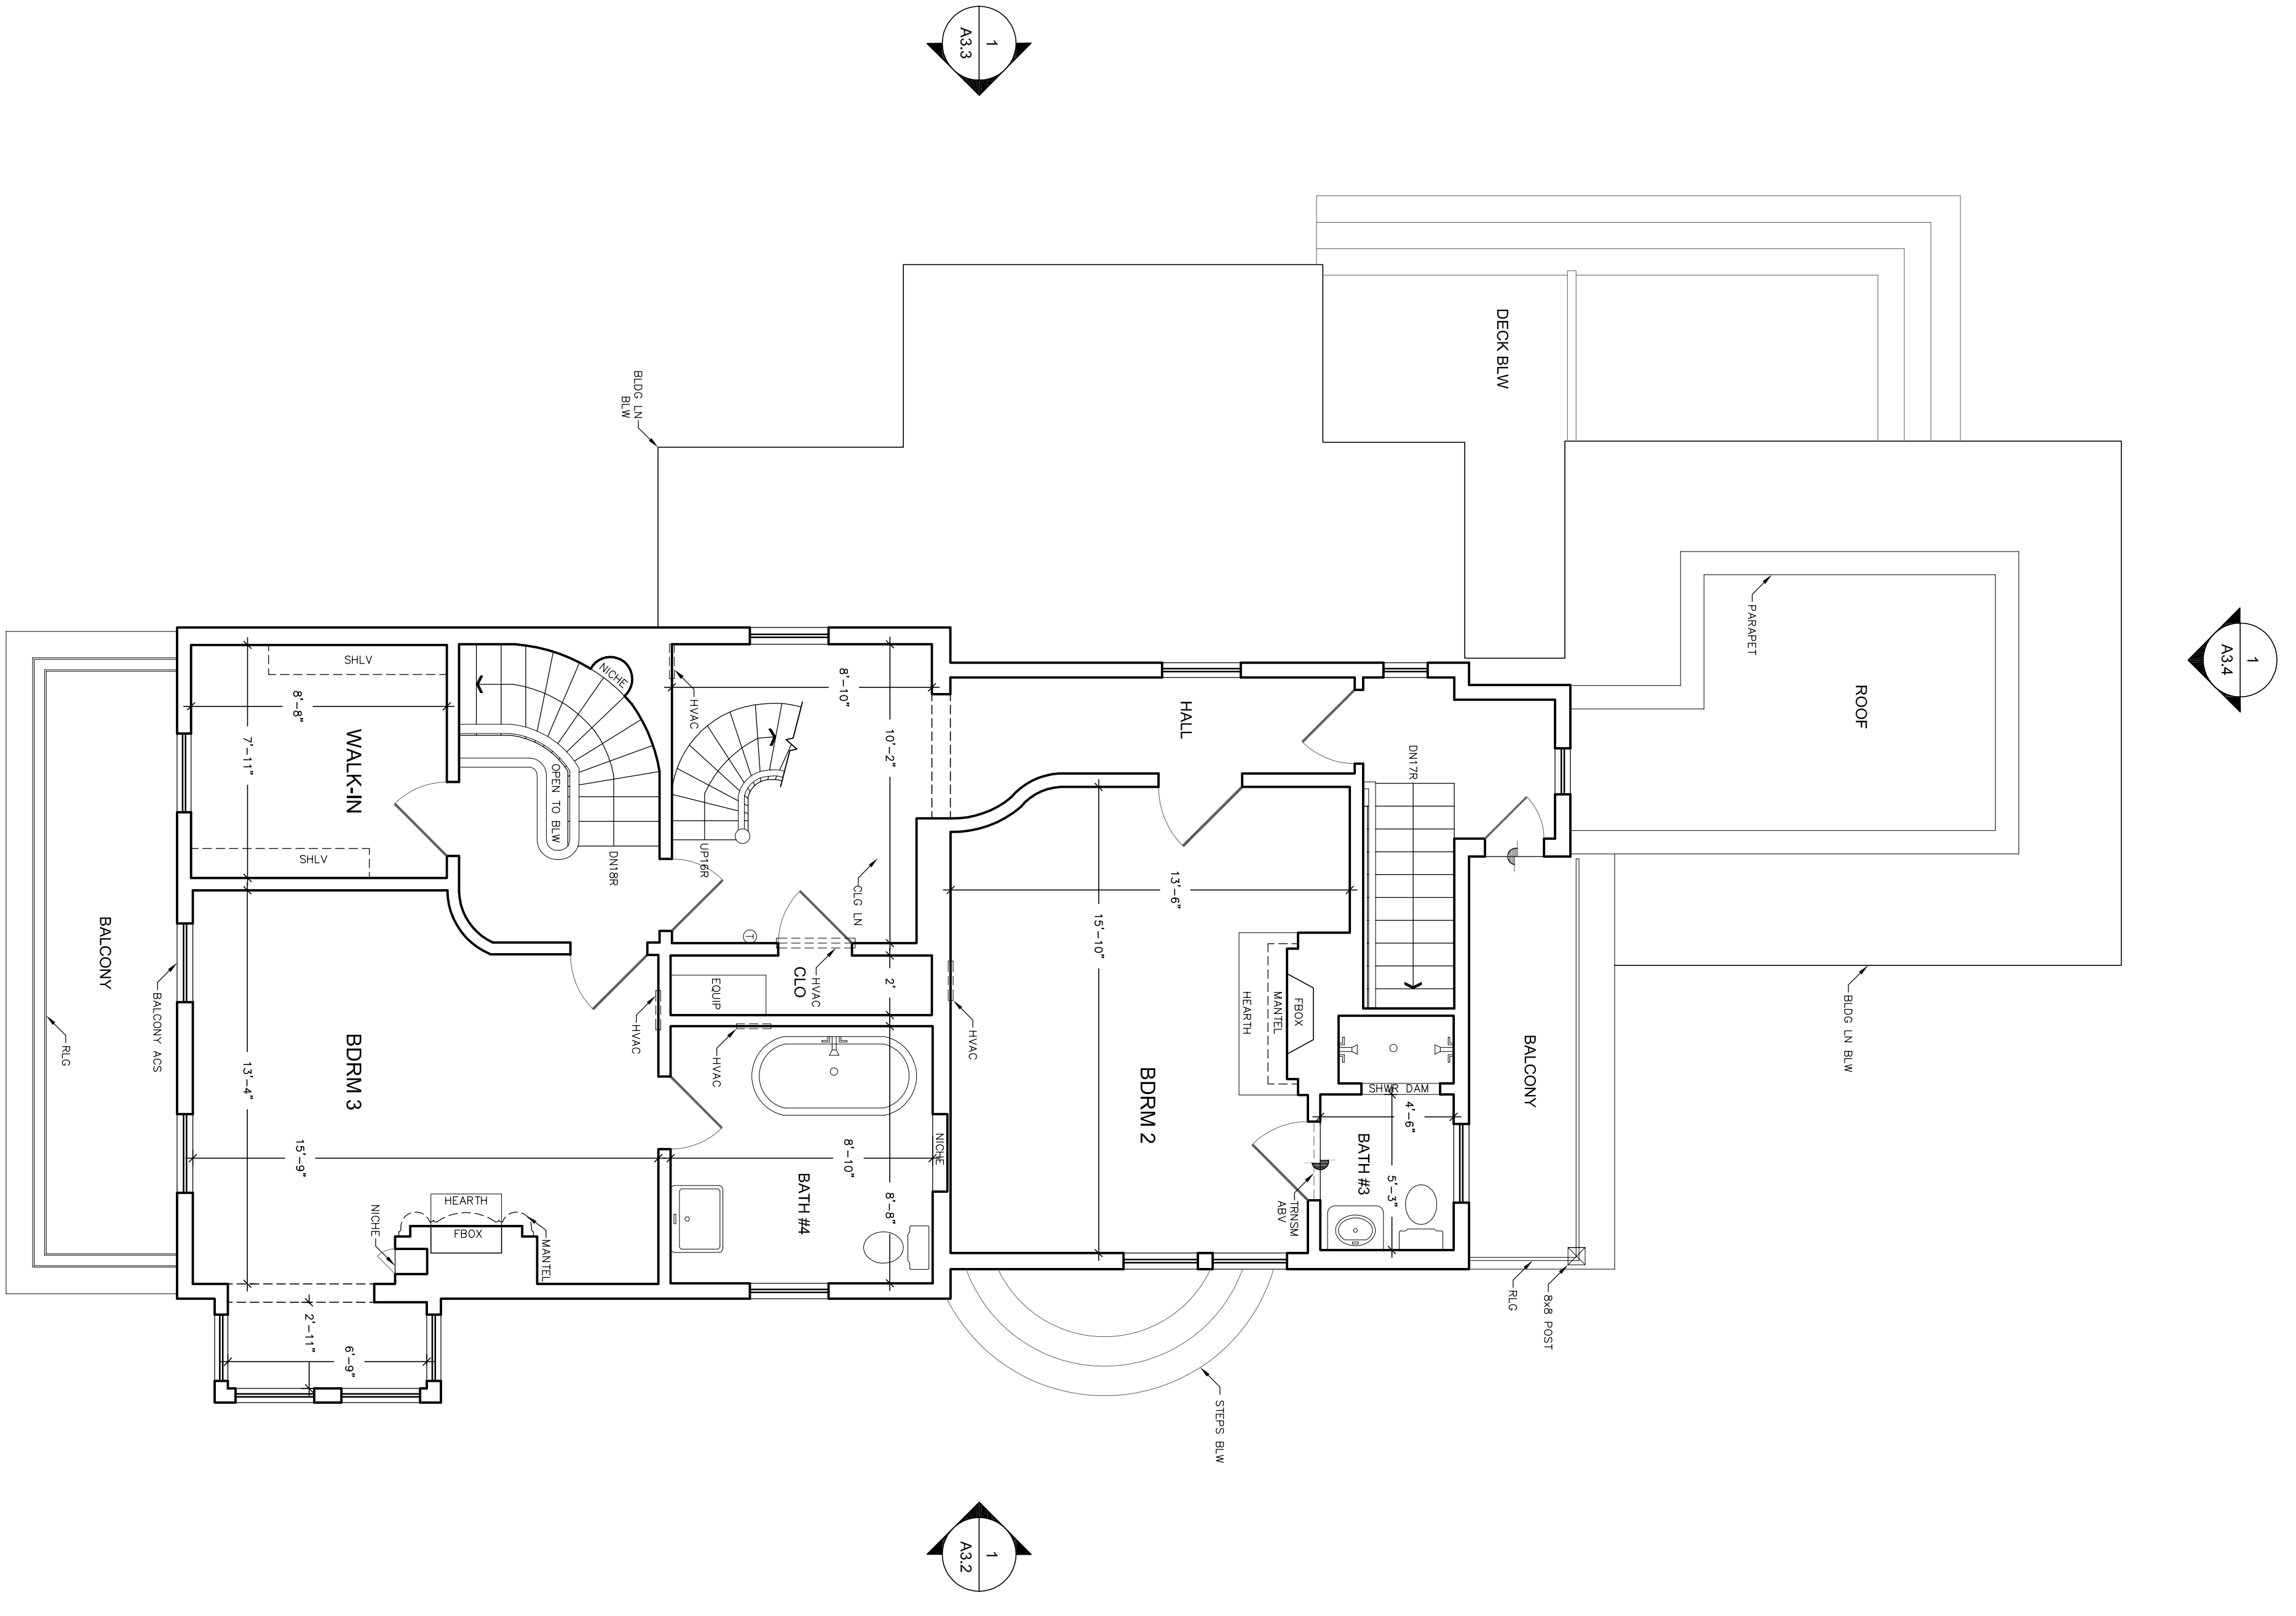 1
A3.3
DECK BLW
BLDG LN
BLW
1
A3.4
PARAPET
ROOF
SHLV
8'-8"
7'-11"
WALK-IN
SHLV
NICHE
OPEN TO BLW
DN18R
HVAC
UP16R
8'-10"
10'-2"
CLG LN
HALL
DN17R
13'-6"
15'-10"
BALCONY
BALCONY ACS
RLG
BDRM 3
13'-4"
15'-9"
HVAC
EQUIP
CLO
HVAC
2'
HVAC
HVAC
BDRM 2
HEARTH
MANTEL
FBOX
SHWR DAM
4'-6"
BATH #3
5'-3"
TRNSM
ABV
BALCONY
BLDG LN BLW
8'-10"
NICHE
BATH #4
8'-8"
HEARTH
FBOX
NICHE
MANTEL
2'-11"
6'-9"
RLG
8x8 POST
STEPS BLW
1
A3.2
T